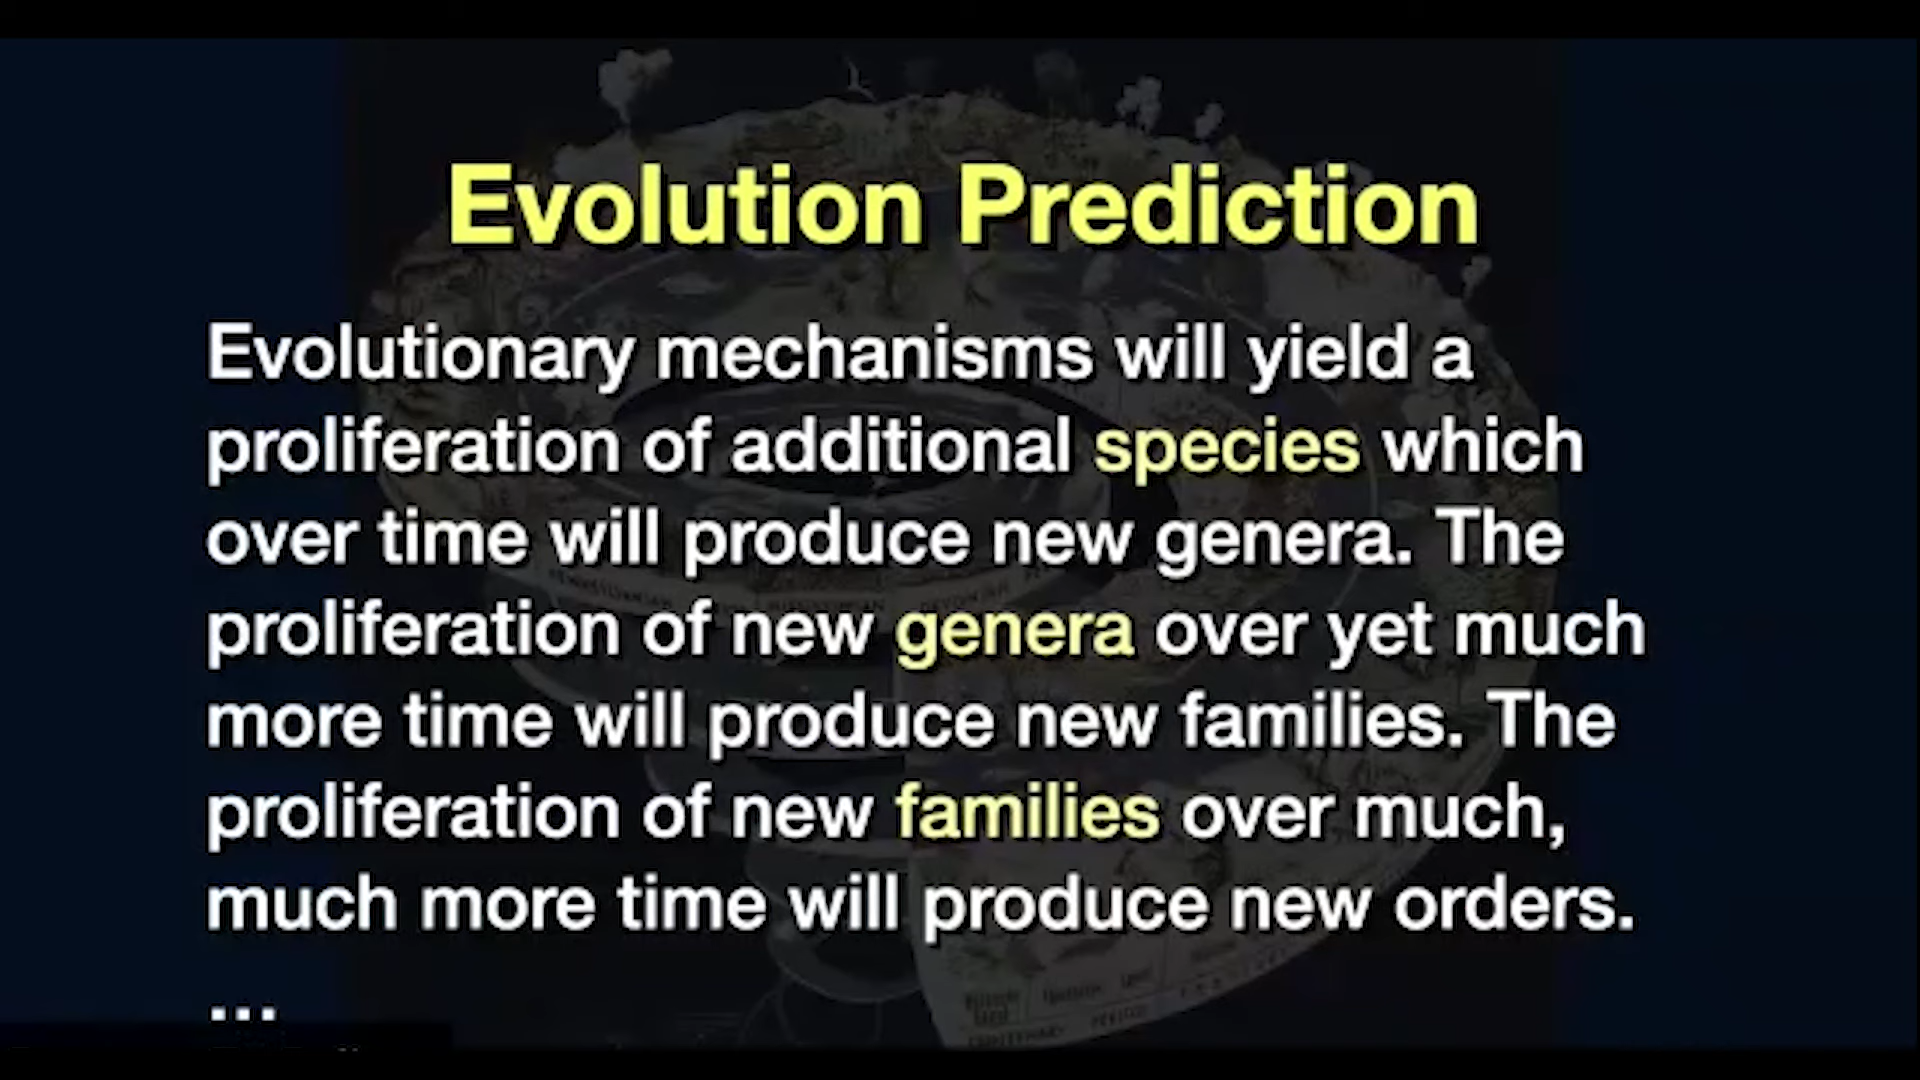 Evolution Prediction
Evolutionary mechanisms will yield a
proliferation of additional species which
over time will produce new genera. The
proliferation of new genera over yet much
more time will produce new families. The
proliferation of new families over much,
much more time will produce new orders.
...